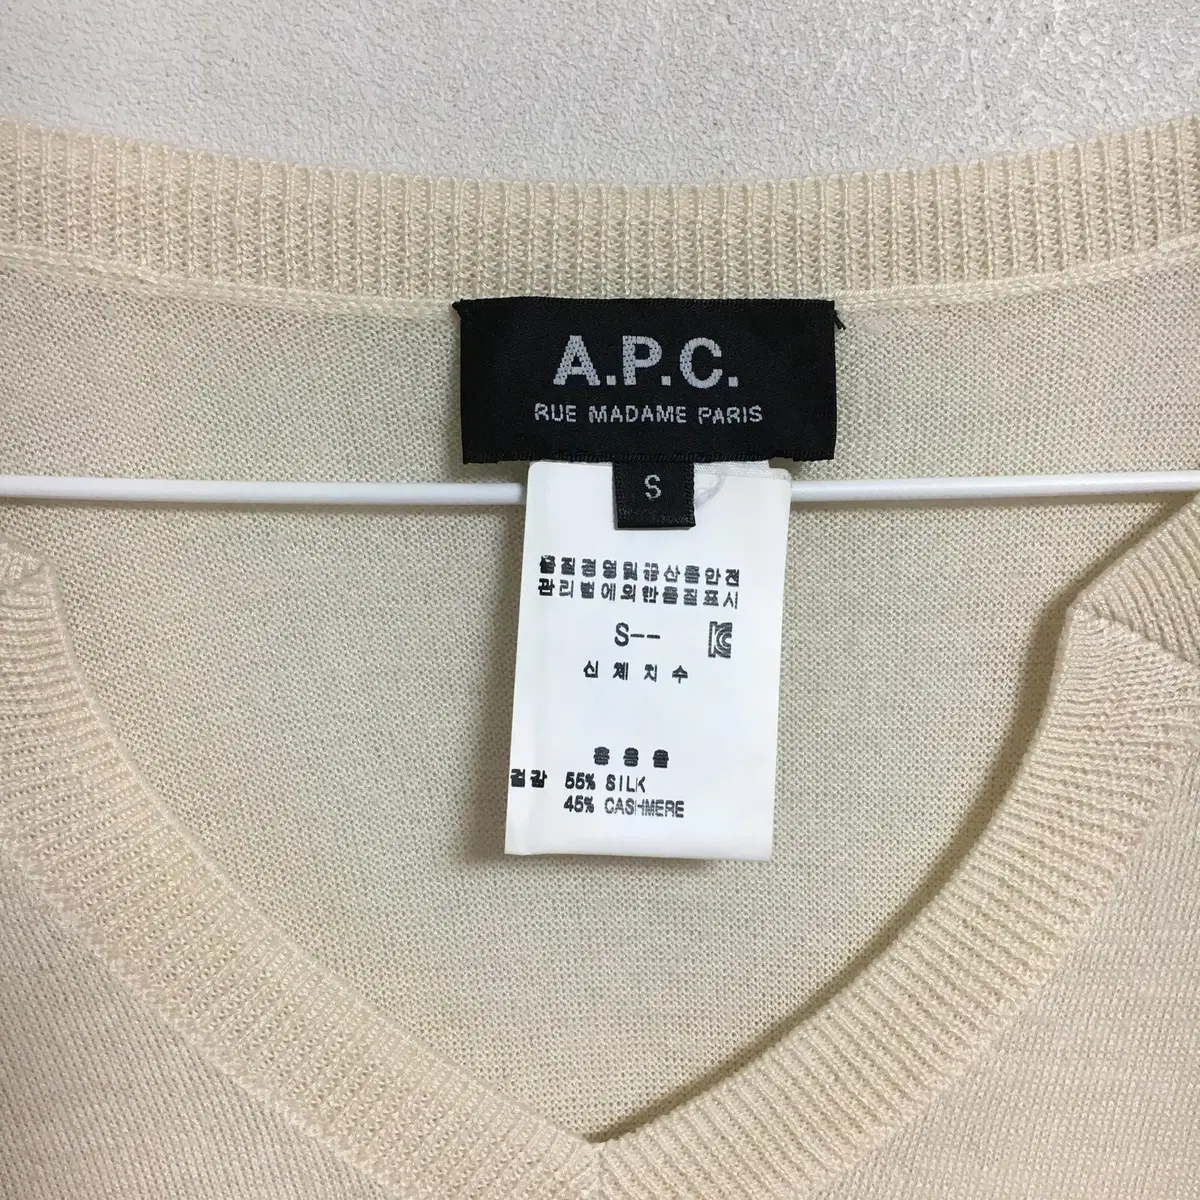 A.P.C.
RUE MADAME PARIS
S
품질경영및공산품안전
관리법에의한품질표시
S--
신체치수
혼용율
겉감 55% SILK
45% CASHMERE